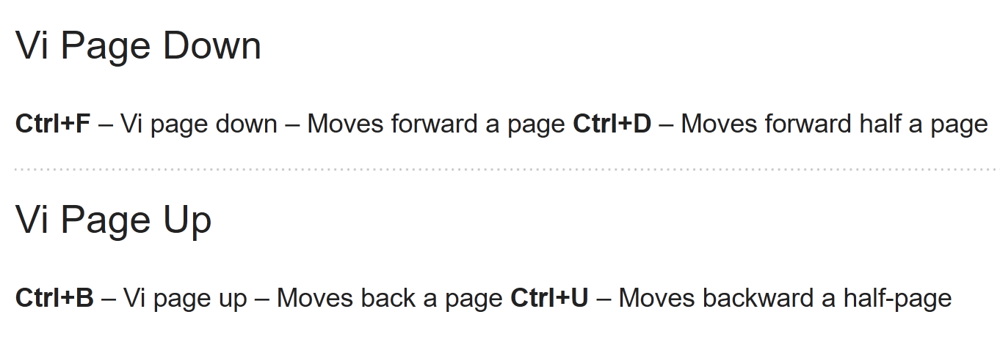 Vi Page Down
Ctrl+F – Vi page down – Moves forward a page Ctrl+D – Moves forward half a page
Vi Page Up
Ctrl+B – Vi page up – Moves back a page Ctrl+U – Moves backward a half-page